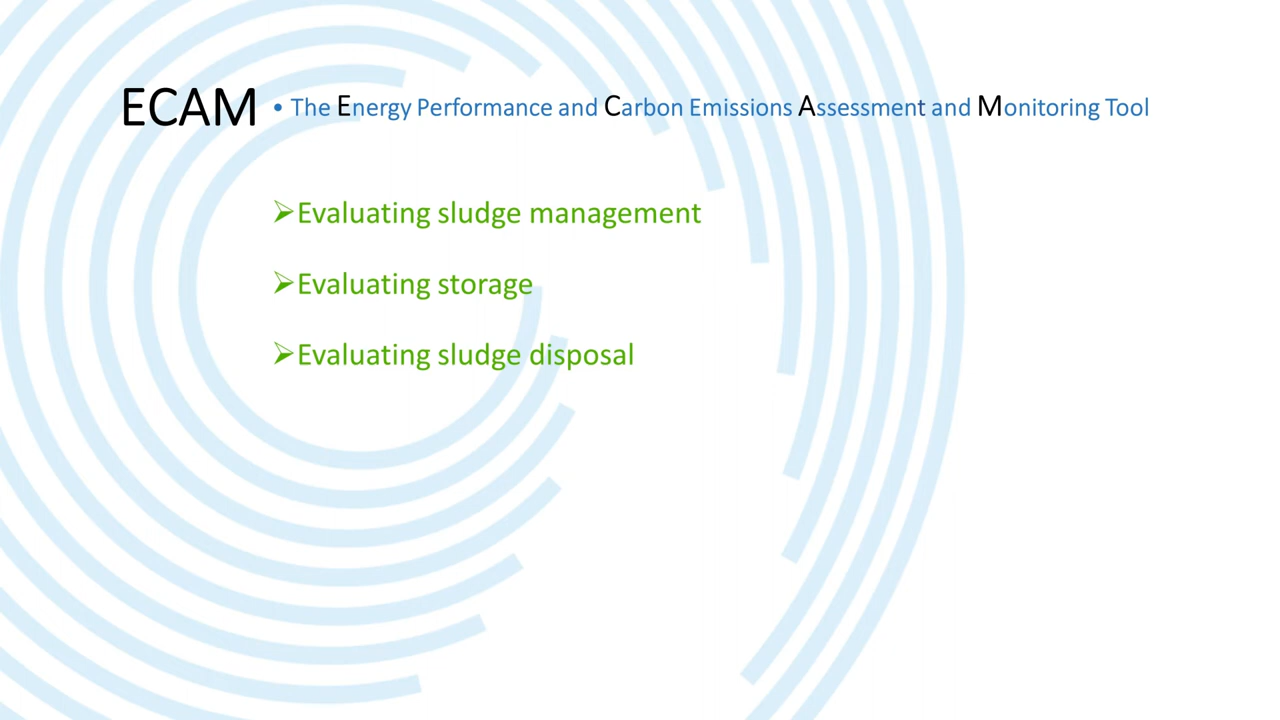 ECAM • The Energy Performance and Carbon Emissions Assessment and Monitoring Tool
➢Evaluating sludge management
➢Evaluating storage
➢Evaluating sludge disposal